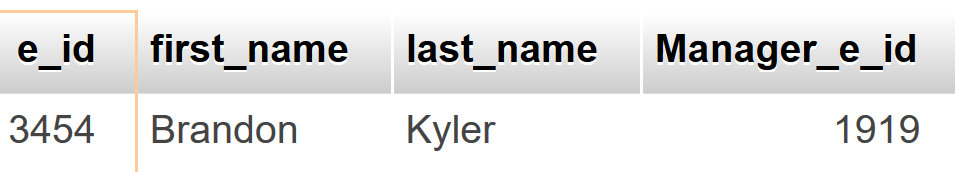 e_id first_name last_name Manager_e_id
3454 Brandon Kyler 1919